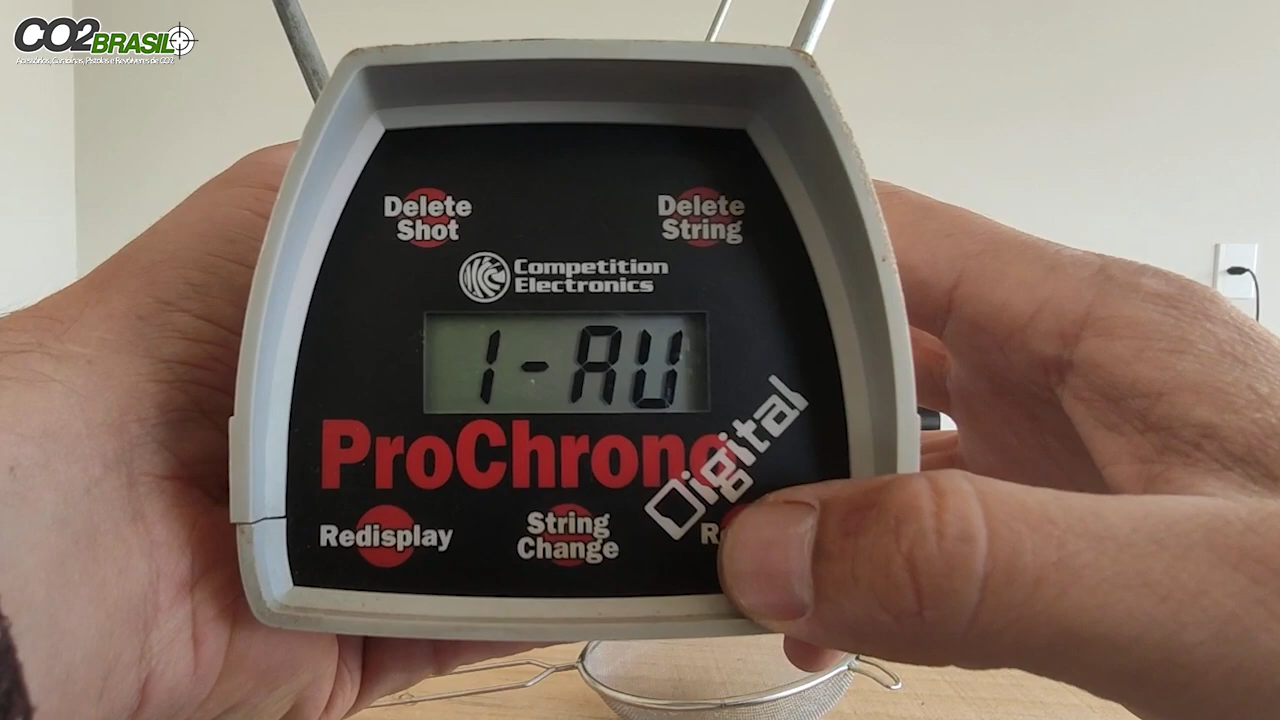 CO2BRASIL
Acessórios, Carabinas, Pistolas e Revólveres de CO2
Delete
Shot
Delete
String
Competition
Electronics
1-AU
ProChrono
Digital
Redisplay
String
Change